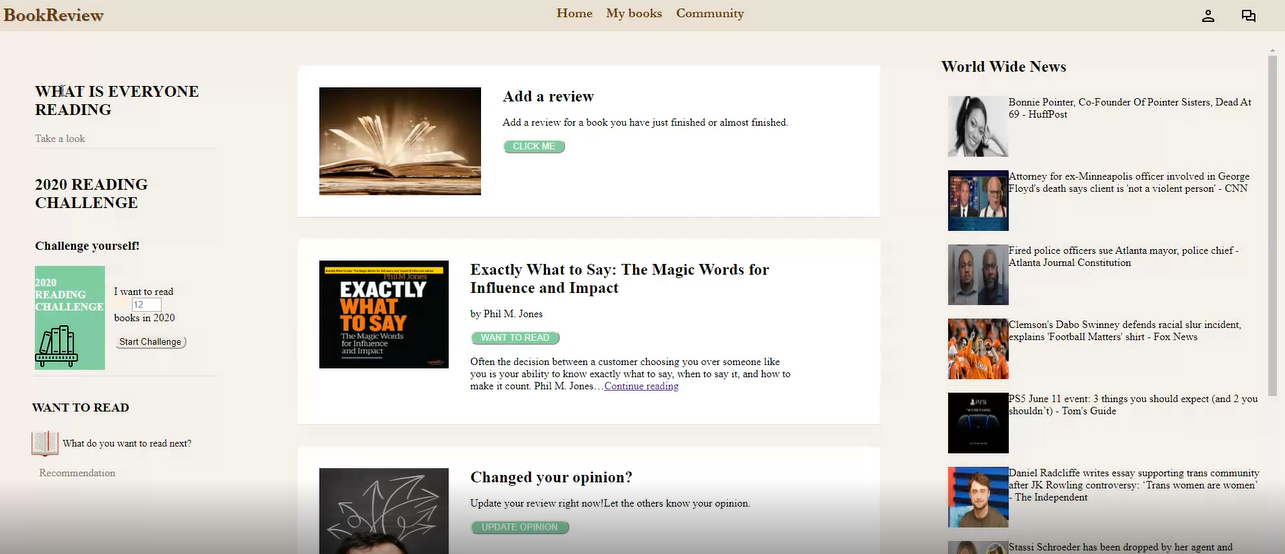 BookReview
Home My books Community
WHAT IS EVERYONE
READING
Take a look
2020 READING
CHALLENGE
Challenge yourself!
2020
READING
CHALLENGE
I want to read
12
books in 2020
Start Challenge
WANT TO READ
What do you want to read next?
Recommendation
Add a review
Add a review for a book you have just finished or almost finished.
CLICK ME
Phil M Jones
EXACTLY
WHAT
TO SAY
The Magic Words
for Influence
and Impact
Exactly What to Say: The Magic Words for
Influence and Impact
by Phil M. Jones
WANT TO READ
Often the decision between a customer choosing you over someone like
you is your ability to know exactly what to say, when to say it, and how to
make it count. Phil M. Jones…Continue reading
Changed your opinion?
Update your review right now!Let the others know your opinion.
UPDATE OPINION
World Wide News
Bonnie Pointer, Co-Founder Of Pointer Sisters, Dead At
69 - HuffPost
Attorney for ex-Minneapolis officer involved in George
Floyd's death says client is 'not a violent person' - CNN
Fired police officers sue Atlanta mayor, police chief -
Atlanta Journal Constitution
Clemson's Dabo Swinney defends racial slur incident,
explains 'Football Matters' shirt - Fox News
PS5
PS5 June 11 event: 3 things you should expect (and 2 you
shouldn’t) - Tom's Guide
Daniel Radcliffe writes essay supporting trans community
after JK Rowling controversy: ‘Trans women are women’
- The Independent
Stassi Schroeder has been dropped by her agent and